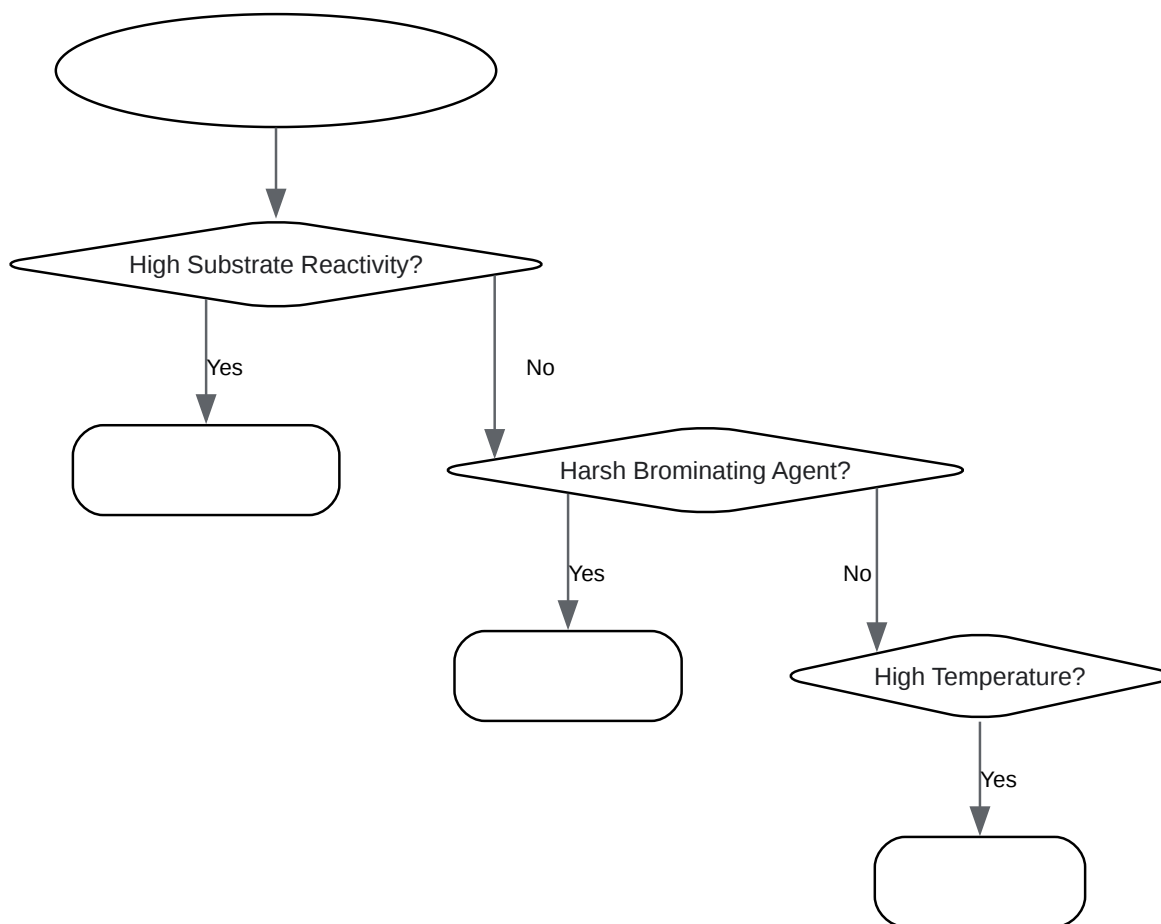 High Substrate Reactivity?
Yes
No
Harsh Brominating Agent?
Yes
No
High Temperature?
Yes